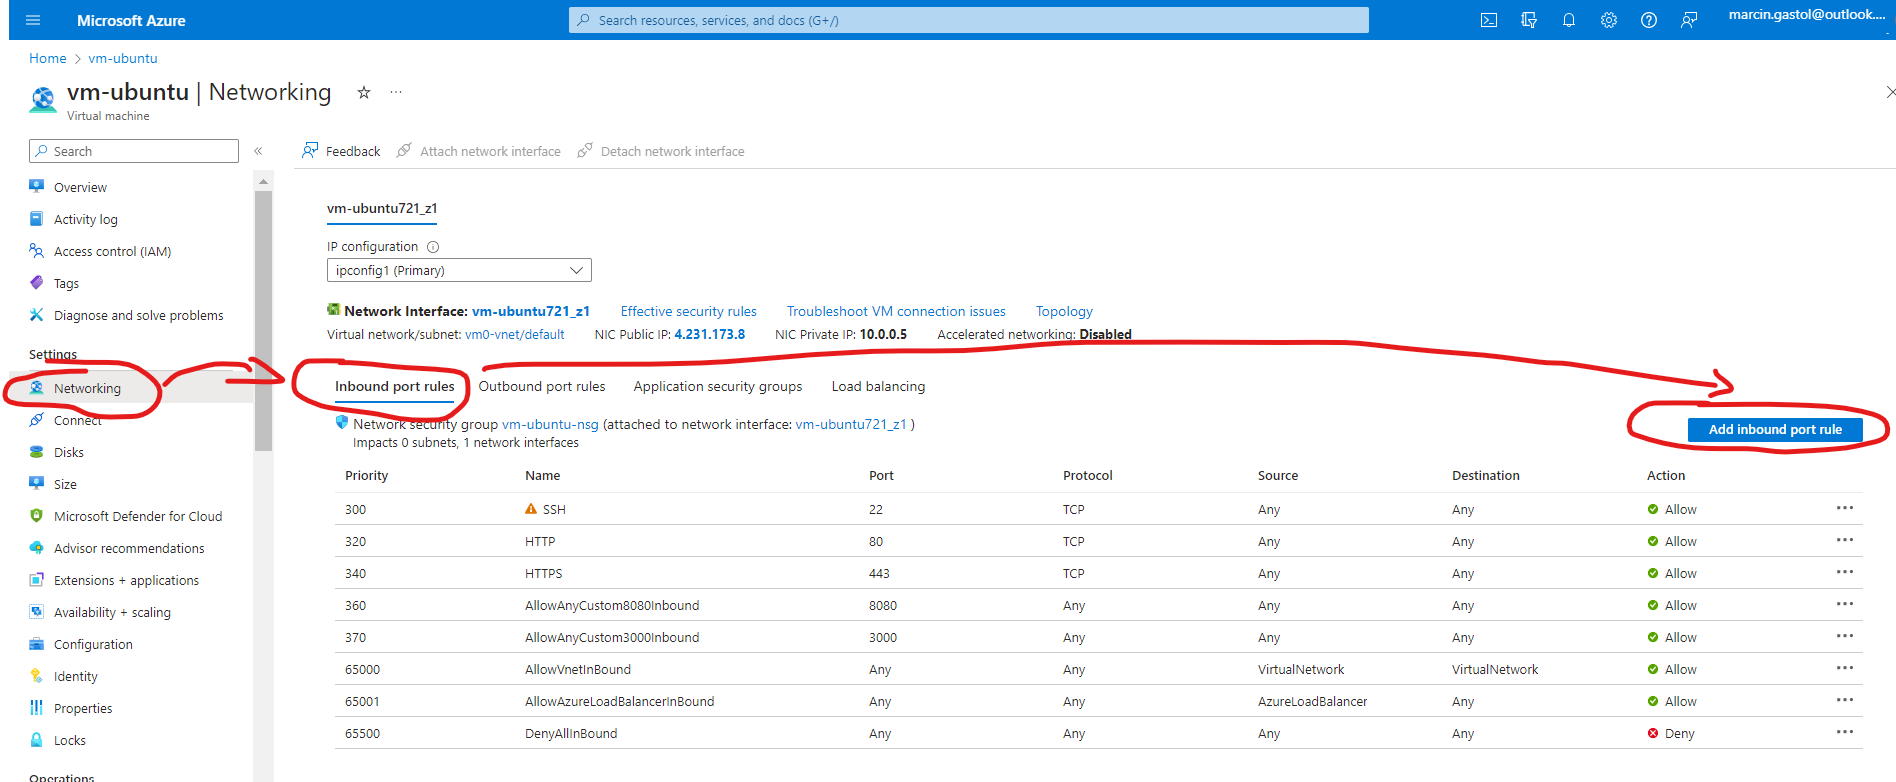 Microsoft Azure
Search resources, services, and docs (G+/)
marcin.gastol@outlook....
Home > vm-ubuntu
vm-ubuntu | Networking
Virtual machine
Search
Feedback Attach network interface Detach network interface
Overview
Activity log
Access control (IAM)
Tags
Diagnose and solve problems
Settings
Networking
Connect
Disks
Size
Microsoft Defender for Cloud
Advisor recommendations
Extensions + applications
Availability + scaling
Configuration
Identity
Properties
Locks
Operations
vm-ubuntu721_z1
IP configuration
ipconfig1 (Primary)
Network Interface: vm-ubuntu721_z1 Effective security rules Troubleshoot VM connection issues Topology
Virtual network/subnet: vm0-vnet/default NIC Public IP: 4.231.173.8 NIC Private IP: 10.0.0.5 Accelerated networking: Disabled
Inbound port rules Outbound port rules Application security groups Load balancing
Network security group vm-ubuntu-nsg (attached to network interface: vm-ubuntu721_z1 )
Impacts 0 subnets, 1 network interfaces
Add inbound port rule
Priority Name Port Protocol Source Destination Action
300 SSH 22 TCP Any Any Allow
320 HTTP 80 TCP Any Any Allow
340 HTTPS 443 TCP Any Any Allow
360 AllowAnyCustom8080Inbound 8080 Any Any Any Allow
370 AllowAnyCustom3000Inbound 3000 Any Any Any Allow
65000 AllowVnetInBound Any Any VirtualNetwork VirtualNetwork Allow
65001 AllowAzureLoadBalancerInBound Any Any AzureLoadBalancer Any Allow
65500 DenyAllInBound Any Any Any Any Deny